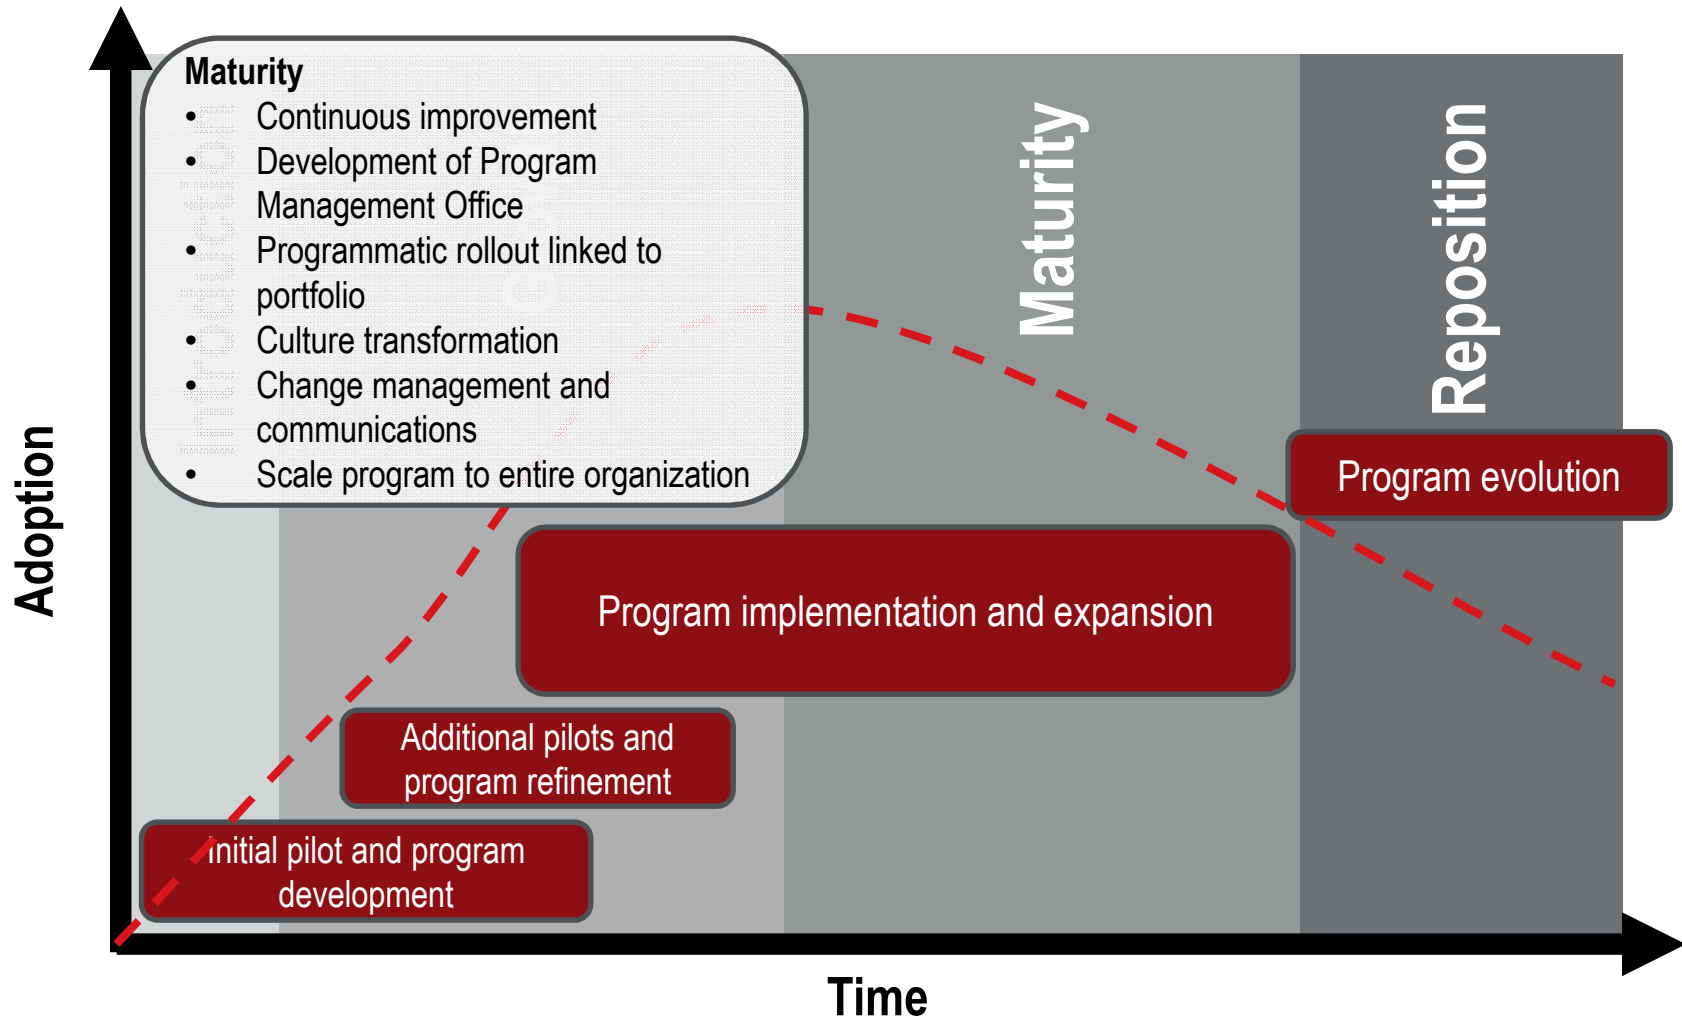 Maturity
• Continuous improvement
• Development of Program
Management Office
• Programmatic rollout linked to
portfolio
• Culture transformation
• Change management and
communications
• Scale program to entire organization
Introduction
Maturity
Reposition
Program evolution
Program implementation and expansion
Additional pilots and
program refinement
Initial pilot and program
development
Adoption
Time